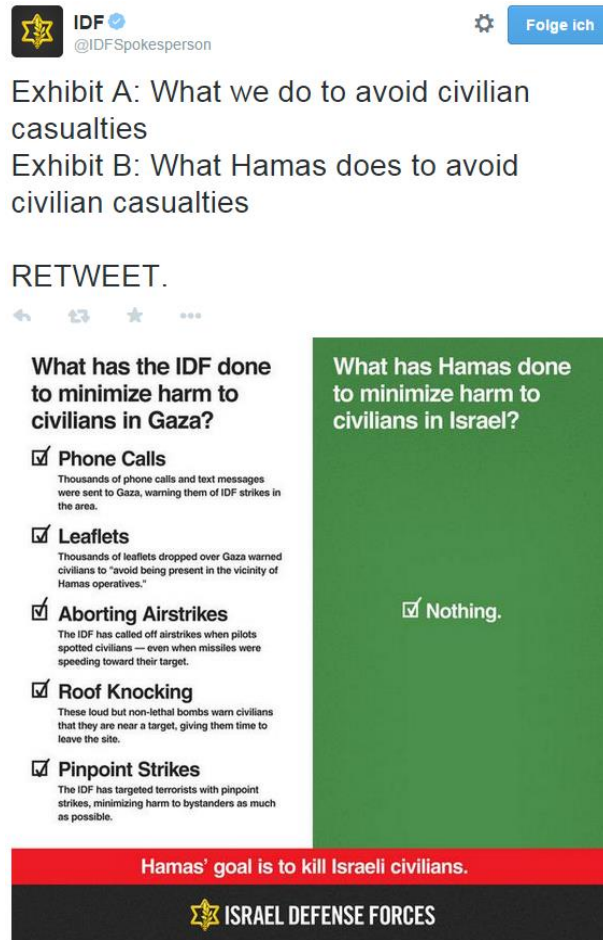 IDF
@IDFSpokesperson
Folge ich
Exhibit A: What we do to avoid civilian
casualties
Exhibit B: What Hamas does to avoid
civilian casualties
RETWEET.
What has the IDF done
to minimize harm to
civilians in Gaza?
Phone Calls
Thousands of phone calls and text messages
were sent to Gaza, warning them of IDF strikes in
the area.
Leaflets
Thousands of leaflets dropped over Gaza warned
civilians to "avoid being present in the vicinity of
Hamas operatives."
Aborting Airstrikes
The IDF has called off airstrikes when pilots
spotted civilians — even when missiles were
speeding toward their target.
Roof Knocking
These loud but non-lethal bombs warn civilians
that they are near a target, giving them time to
leave the site.
Pinpoint Strikes
The IDF has targeted terrorists with pinpoint
strikes, minimizing harm to bystanders as much
as possible.
What has Hamas done
to minimize harm to
civilians in Israel?
Nothing.
Hamas' goal is to kill Israeli civilians.
ISRAEL DEFENSE FORCES